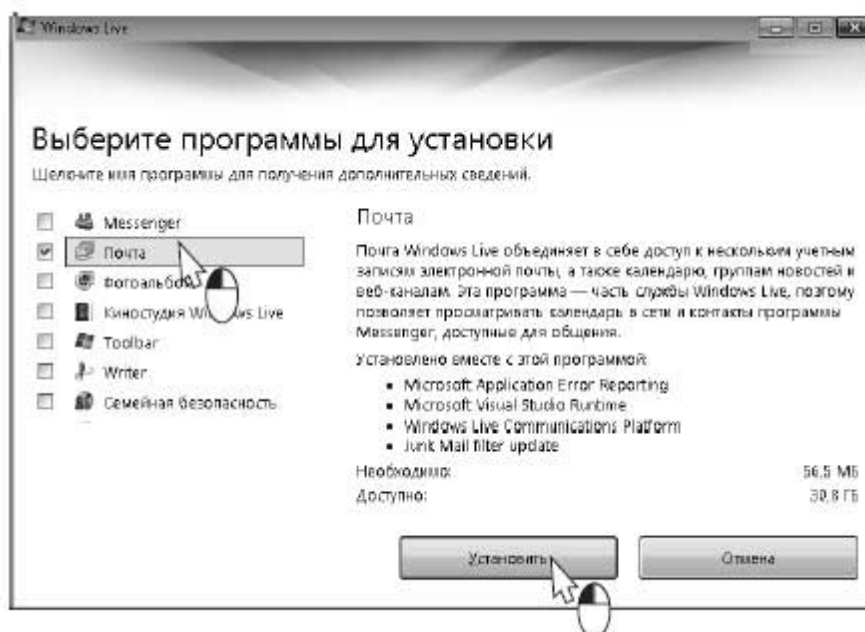 Windows Live
Выберите программы для установки
Щелкните имя программы для получения дополнительных сведений.
Messenger
Почта
Фотоальбо
Киностудия Wi ws Live
Toolbar
Writer
Семейная безопасность
Почта
Почта Windows Live объединяет в себе доступ к нескольким учетным
записям электронной почты, а также календарю, группам новостей и
веб-каналам. Эта программа — часть службы Windows Live, поэтому
позволяет просматривать календарь в сети и контакты программы
Messenger, доступные для общения.
Установлено вместе с этой программой:
• Microsoft Application Error Reporting
• Microsoft Visual Studio Runtime
• Windows Live Communications Platform
• Junk Mail filter update
Необходимо: 56,5 МБ
Доступно: 30,8 ГБ
Установить
Отмена